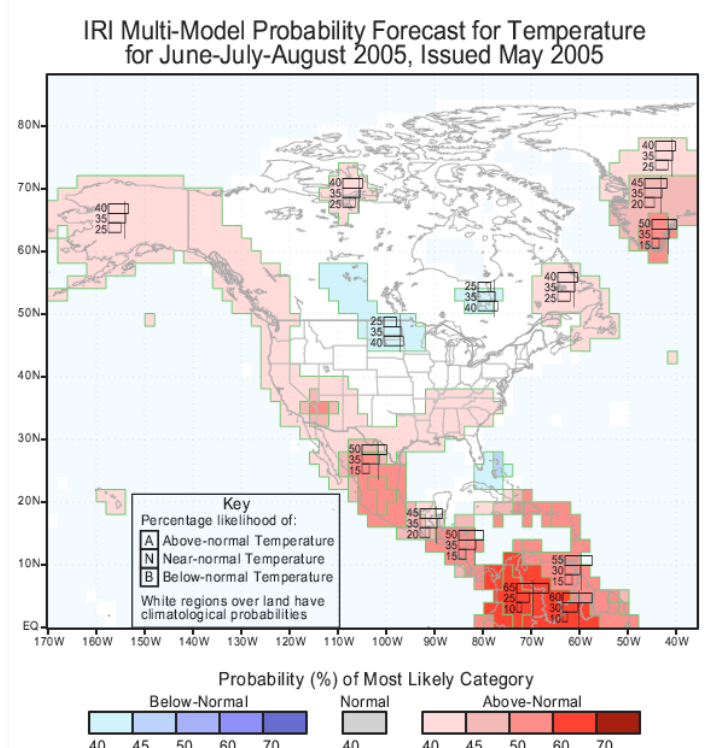 IRI Multi-Model Probability Forecast for Temperature
for June-July-August 2005, Issued May 2005
80N
70N
60N
50N
40N
30N
20N
10N
EQ
40
35
25
40
35
25
40
35
25
45
35
20
50
35
15
40
35
25
25
35
40
25
35
40
50
35
15
45
35
20
50
35
15
55
30
15
65
25
10
60
30
10
Key
Percentage likelihood of:
A Above-normal Temperature
N Near-normal Temperature
B Below-normal Temperature
White regions over land have
climatological probabilities
170W 160W 150W 140W 130W 120W 110W 100W 90W 80W 70W 60W 50W 40W
Probability (%) of Most Likely Category
Below-Normal Normal Above-Normal
40 45 50 60 70 40 40 45 50 60 70